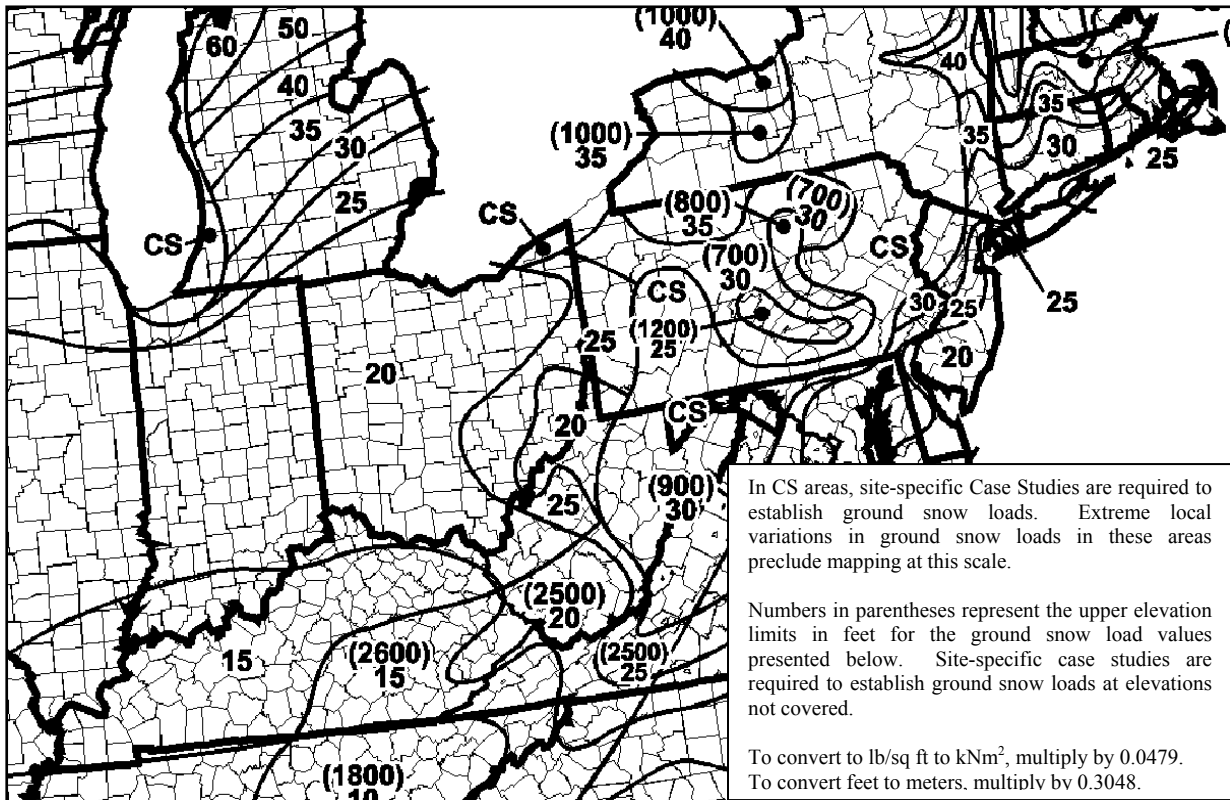 60
50
40
35
30
25
CS
CS
(1000)
40
(1000)
35
40
35
35
30
25
(800)
35
(700)
30
(700)
30
CS
CS
(1200)
25
30
25
25
20
20
25
20
CS
(900)
30
25
(2500)
20
(2600)
15
15
(2500)
25
(1800)
10
In CS areas, site-specific Case Studies are required to
establish ground snow loads. Extreme local
variations in ground snow loads in these areas
preclude mapping at this scale.
Numbers in parentheses represent the upper elevation
limits in feet for the ground snow load values
presented below. Site-specific case studies are
required to establish ground snow loads at elevations
not covered.
To convert to lb/sq ft to kNm², multiply by 0.0479.
To convert feet to meters, multiply by 0.3048.